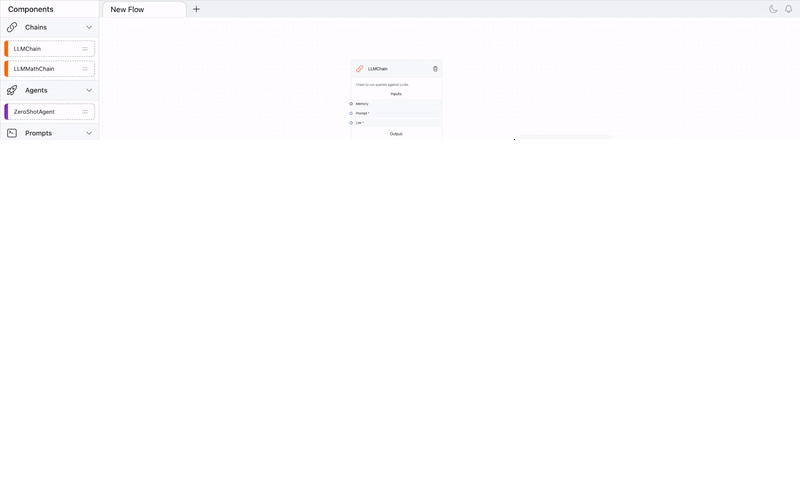 Components
New Flow
Chains
LLMChain
LLMMathChain
Agents
ZeroShotAgent
Prompts
LLMChain
Chain to run queries against LLMs.
Inputs
Memory
Prompt *
LLM *
Output